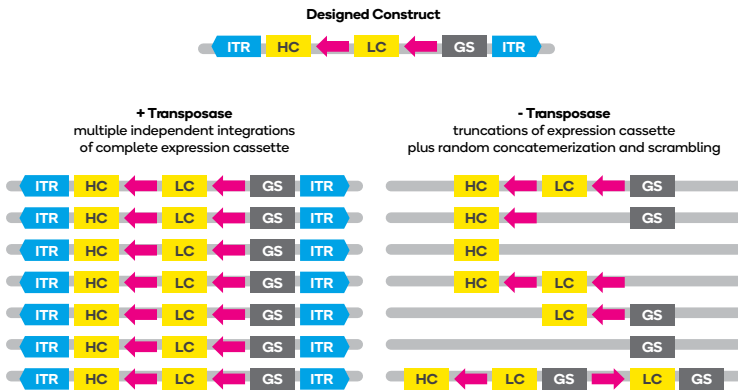 Designed Construct
ITR HC LC GS ITR
+ Transposase
multiple independent integrations
of complete expression cassette
ITR HC LC GS ITR
ITR HC LC GS ITR
ITR HC LC GS ITR
ITR HC LC GS ITR
ITR HC LC GS ITR
ITR HC LC GS ITR
ITR HC LC GS ITR
- Transposase
truncations of expression cassette
plus random concatemerization and scrambling
HC LC GS
HC GS
HC
HC LC
LC GS
GS
HC LC GS LC GS